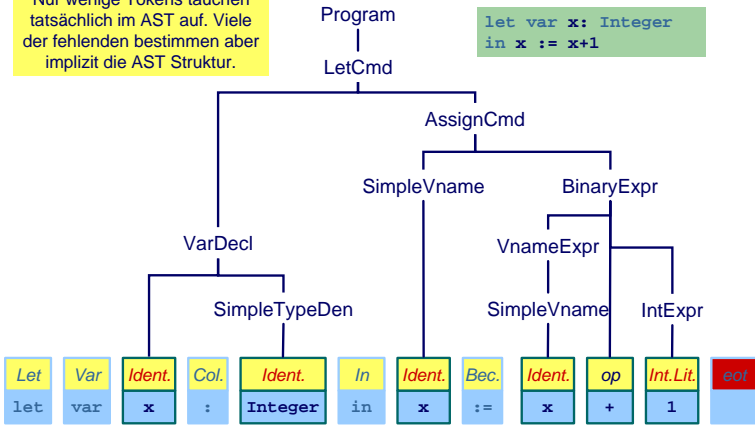 Nur wenige Tokens tauchen
tatsächlich im AST auf. Viele
der fehlenden bestimmen aber
implizit die AST Struktur.
let var x: Integer
in x := x+1
Program
LetCmd
AssignCmd
SimpleVname BinaryExpr
VarDecl VnameExpr
SimpleTypeDen SimpleVname IntExpr
Let Var Ident. Col. Ident. In Ident. Bec. Ident. op Int.Lit. eot
let var x : Integer in x := x + 1